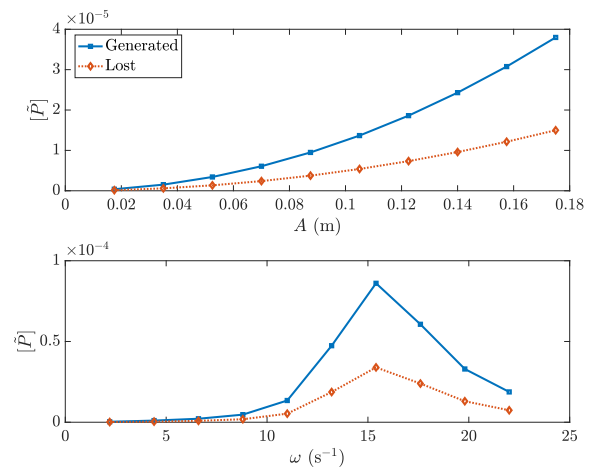 ×10⁻⁵
4
3
2
1
0
[P̃]
Generated
Lost
0 0.02 0.04 0.06 0.08 0.1 0.12 0.14 0.16 0.18
A (m)
×10⁻⁴
1
0.5
0
[P̃]
0 5 10 15 20 25
ω (s⁻¹)